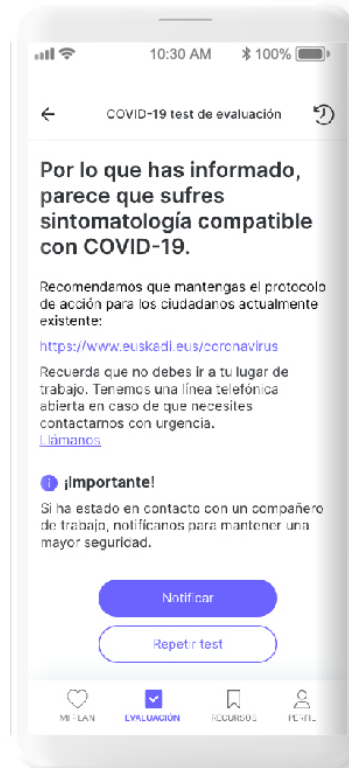 10:30 AM
100%
COVID-19 test de evaluación
Por lo que has informado,
parece que sufres
sintomatología compatible
con COVID-19.
Recomendamos que mantengas el protocolo
de acción para los ciudadanos actualmente
existente:
https://www.euskadi.eus/coronavirus
Recuerda que no debes ir a tu lugar de
trabajo. Tenemos una línea telefónica
abierta en caso de que necesites
contactarnos con urgencia.
Llámanos
¡Importante!
Si ha estado en contacto con un compañero
de trabajo, notifícanos para mantener una
mayor seguridad.
Notificar
Repetir test
MI PLAN
EVALUACIÓN
RECURSOS
PERFIL